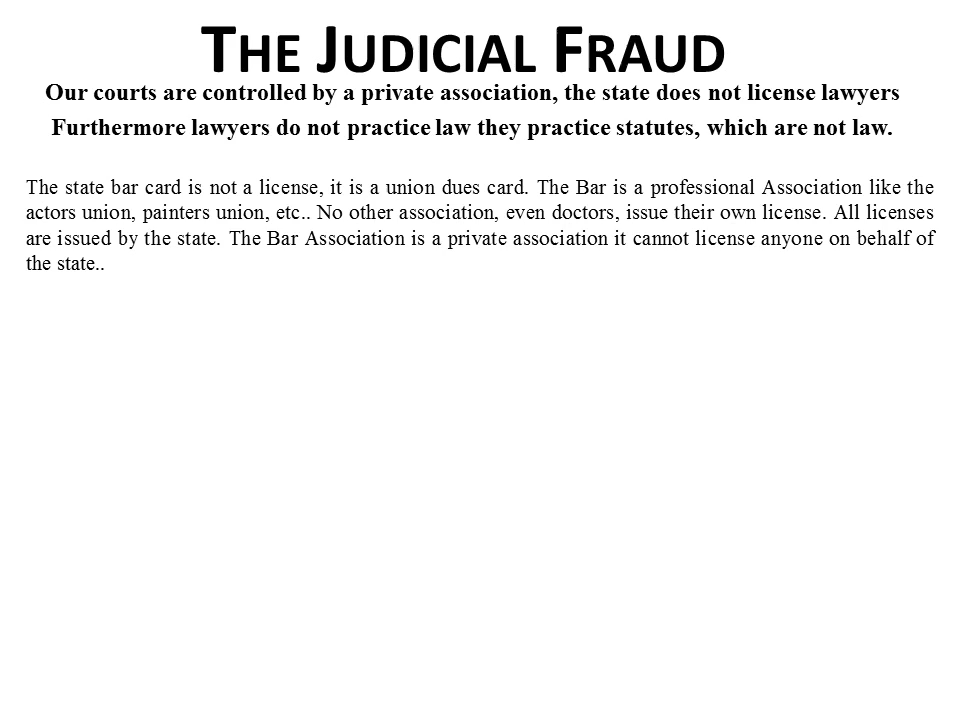 THE JUDICIAL FRAUD
Our courts are controlled by a private association, the state does not license lawyers
Furthermore lawyers do not practice law they practice statutes, which are not law.
The state bar card is not a license, it is a union dues card. The Bar is a professional Association like the
actors union, painters union, etc.. No other association, even doctors, issue their own license. All licenses
are issued by the state. The Bar Association is a private association it cannot license anyone on behalf of
the state..